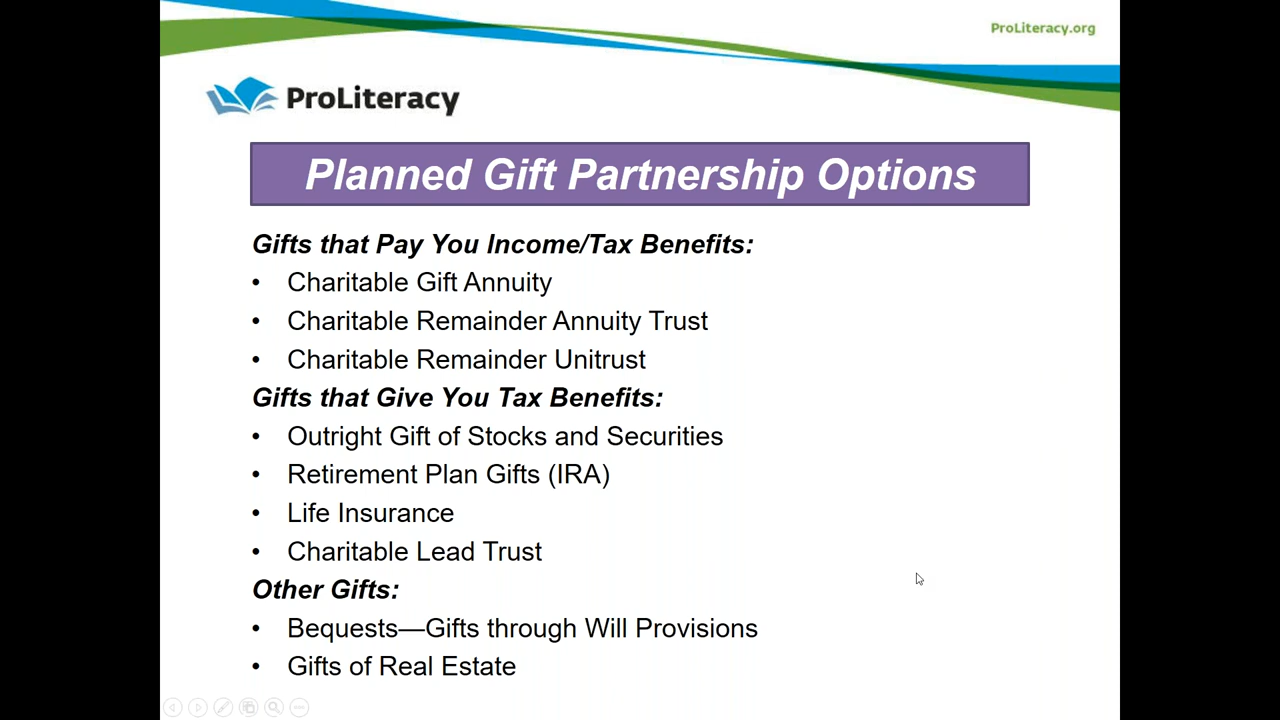 ProLiteracy.org
ProLiteracy
Planned Gift Partnership Options
Gifts that Pay You Income/Tax Benefits:
• Charitable Gift Annuity
• Charitable Remainder Annuity Trust
• Charitable Remainder Unitrust
Gifts that Give You Tax Benefits:
• Outright Gift of Stocks and Securities
• Retirement Plan Gifts (IRA)
• Life Insurance
• Charitable Lead Trust
Other Gifts:
• Bequests—Gifts through Will Provisions
• Gifts of Real Estate